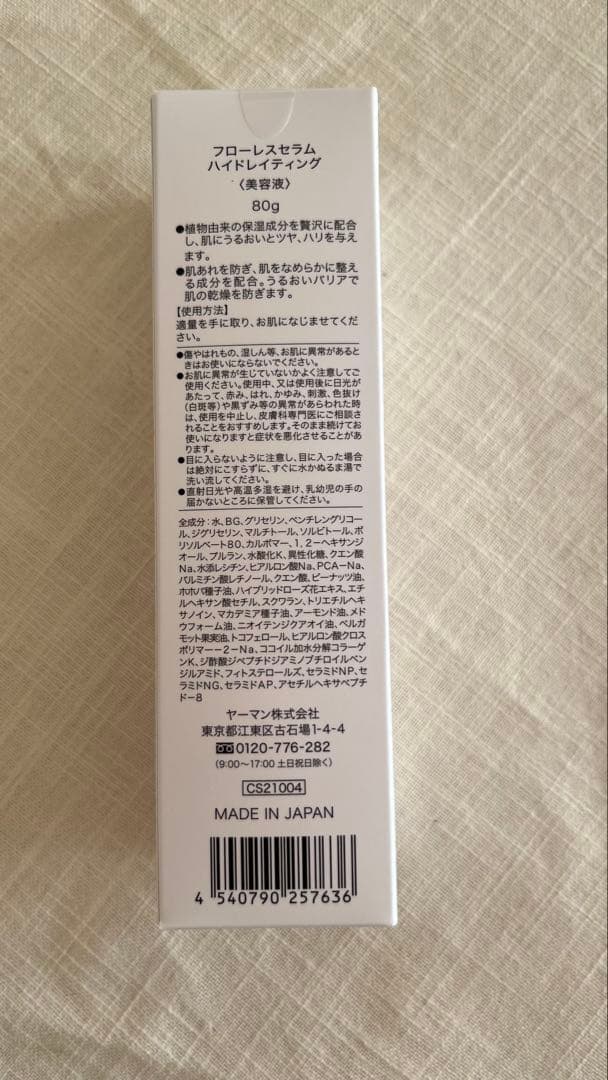 フローレスセラム
ハイドレイティング
〈美容液〉
80g
●植物由来の保湿成分を贅沢に配合
し、肌にうるおいとツヤ、ハリを与え
ます。
●肌あれを防ぎ、肌をなめらかに整え
る成分を配合。うるおいバリアで
肌の乾燥を防ぎます。
【使用方法】
適量を手に取り、お肌になじませてくだ
さい。
●傷やはれもの、湿しん等、お肌に異常があると
きはお使いにならないでください。
●お肌に異常が生じていないかよく注意してご
使用ください。使用中、又は使用後に日光が
あたって、赤み、はれ、かゆみ、刺激、色抜け
(白斑等)や黒ずみ等の異常があらわれた時
は、使用を中止し、皮膚科専門医にご相談さ
れることをおすすめします。そのまま続けてお
使いになりますと症状を悪化させることがあ
ります。
●目に入らないように注意し、目に入った場合
は絶対にこすらずに、すぐに水かぬるま湯で
洗い流してください。
●直射日光や高温多湿を避け、乳幼児の手の
届かないところに保管してください。
全成分:水、BG、グリセリン、ペンチレングリコー
ル、ジグリセリン、マルチトール、ソルビトール、ポ
リソルベート80、カルボマー、1,2-ヘキサンジ
オール、プルラン、水酸化K、異性化糖、クエン酸
Na、水添レシチン、ヒアルロン酸Na、PCA-Na、
パルミチン酸レチノール、クエン酸、ピーナッツ油、
ホホバ種子油、ハイブリッドローズ花エキス、エチ
ルヘキサン酸セチル、スクワラン、トリエチルヘキ
サノイン、マカデミア種子油、アーモンド油、メド
ウフォーム油、ニオイテンジクアオイ油、ベルガ
モット果実油、トコフェロール、ヒアルロン酸クロス
ポリマー-2-Na、ココイル加水分解コラーゲ
ンK、ジ酢酸ジペプチドジアミノブチロイルベン
ジルアミド、フィトステロールズ、セラミドNP、セ
ラミドNG、セラミドAP、アセチルヘキサペプチ
ド-8
ヤーマン株式会社
東京都江東区古石場1-4-4
0120-776-282
(9:00〜17:00 土日祝日除く)
CS21004
MADE IN JAPAN
4 540790 257636